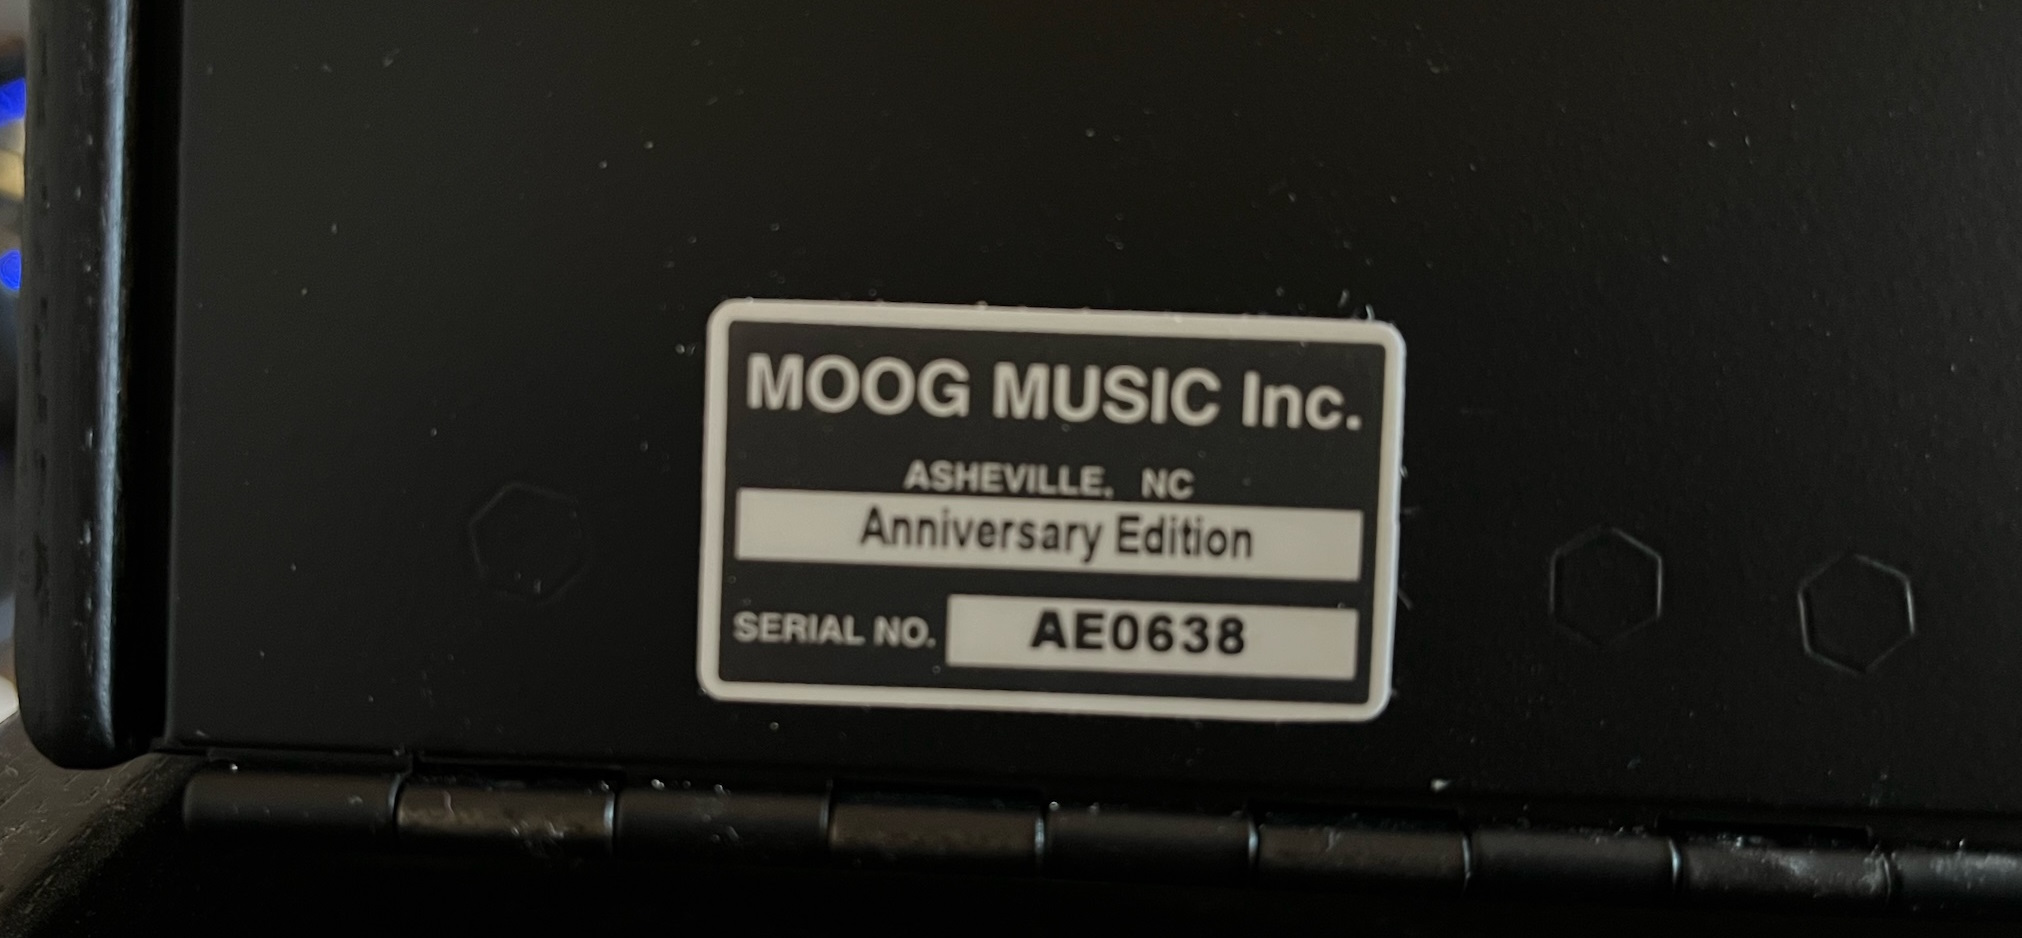 MOOG MUSIC Inc.
ASHEVILLE, NC
Anniversary Edition
SERIAL NO. AE0638